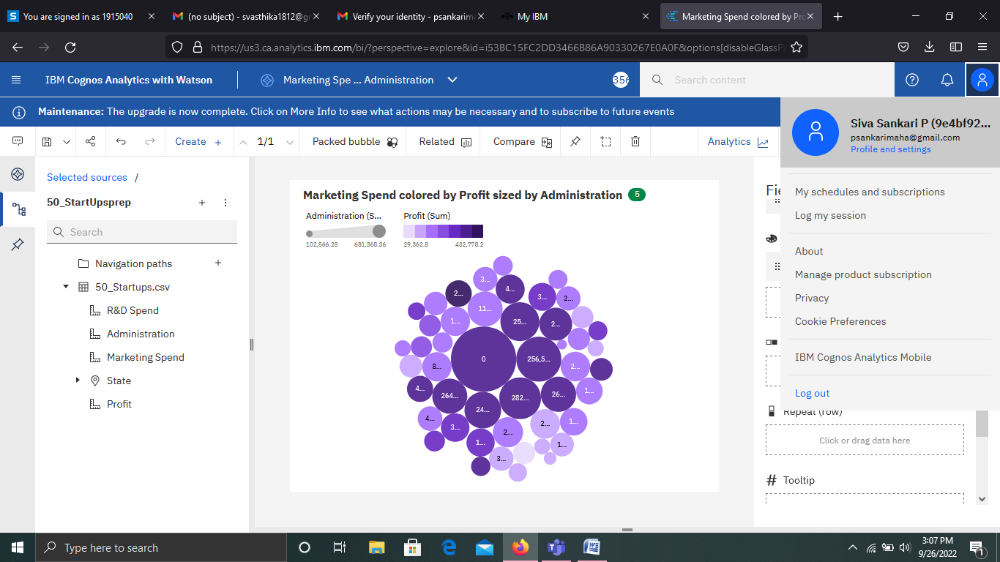 You are signed in as 1915040
(no subject) - svasthika1812@g
Verify your identity - psankarima
My IBM
Marketing Spend colored by Pro
https://us3.ca.analytics.ibm.com/bi/?perspective=explore&id=i53BC15FC2DD3466B86A90330267E0A0F&options[disableGlassP
IBM Cognos Analytics with Watson
Marketing Spe ... Administration
356
Search content
Maintenance: The upgrade is now complete. Click on More Info to see what actions may be necessary and to subscribe to future events
Siva Sankari P (9e4bf92...
psankarimaha@gmail.com
Profile and settings
Create +
1/1
Packed bubble
Related
Compare
Analytics
Selected sources /
50_StartUpsprep
Search
Navigation paths
50_Startups.csv
R&D Spend
Administration
Marketing Spend
State
Profit
Marketing Spend colored by Profit sized by Administration 5
Administration (S...
Profit (Sum)
102,566.28
681,368.36
29,362.8
432,778.2
3...
4...
2...
3...
2...
11...
1...
25...
2...
0
256,5...
8...
2...
4...
264...
282...
26...
1...
24...
4...
3...
2...
2...
1...
1...
1...
3...
Fie
My schedules and subscriptions
Log my session
About
Manage product subscription
Privacy
Cookie Preferences
IBM Cognos Analytics Mobile
Log out
Repeat (row)
Click or drag data here
Tooltip
Type here to search
3:07 PM
9/26/2022
1